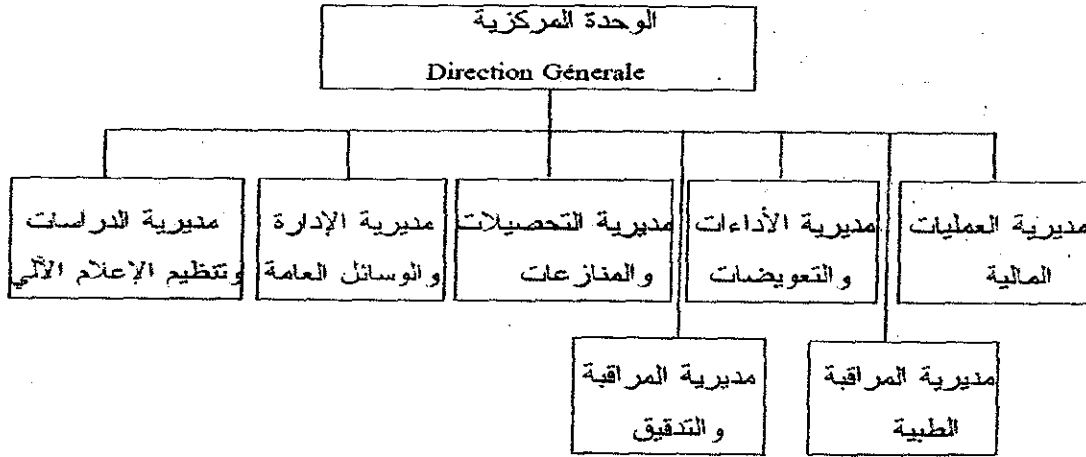 الوحدة المركزية
Direction Génerale
مديرية العمليات
المالية
مديرية الأداءات
والتعويضات
مديرية التحصيلات
والمنازعات
مديرية الإدارة
والوسائل العامة
مديرية الدراسات
وتنظيم الإعلام الآلي
مديرية المراقبة
الطبية
مديرية المراقبة
والتدقيق